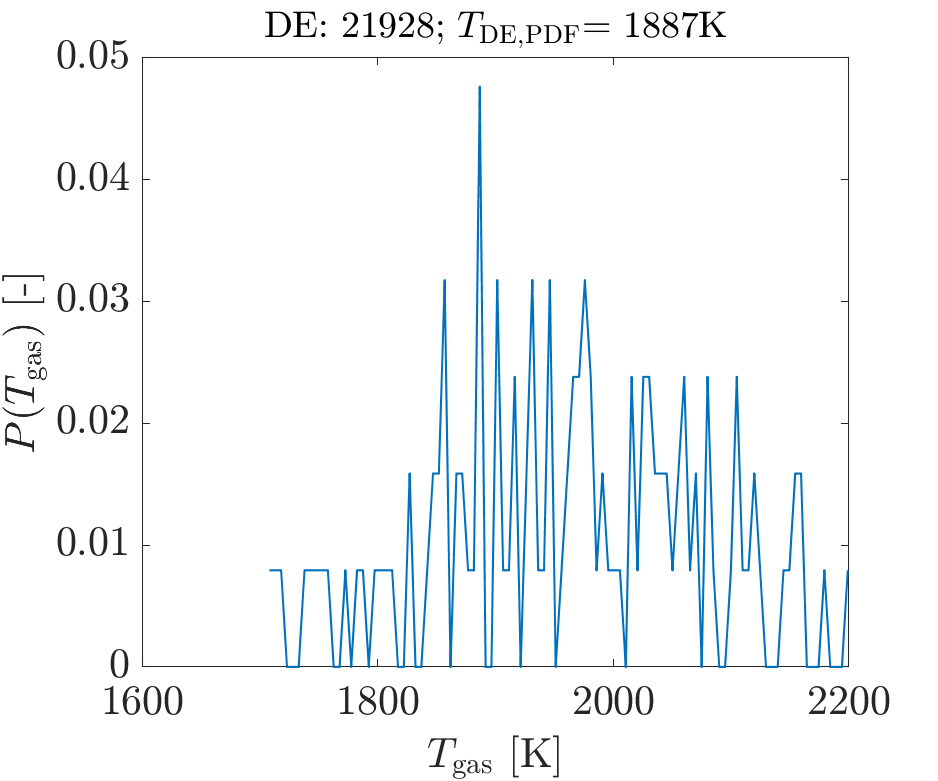 DE: 21928; T_DE,PDF= 1887K
0.05
0.04
0.03
0.02
0.01
0
P(T_gas) [-]
1600 1800 2000 2200
T_gas [K]